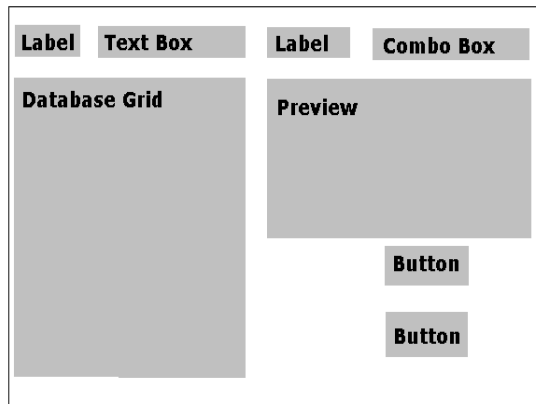 Label Text Box Label Combo Box
Database Grid
Preview
Button
Button